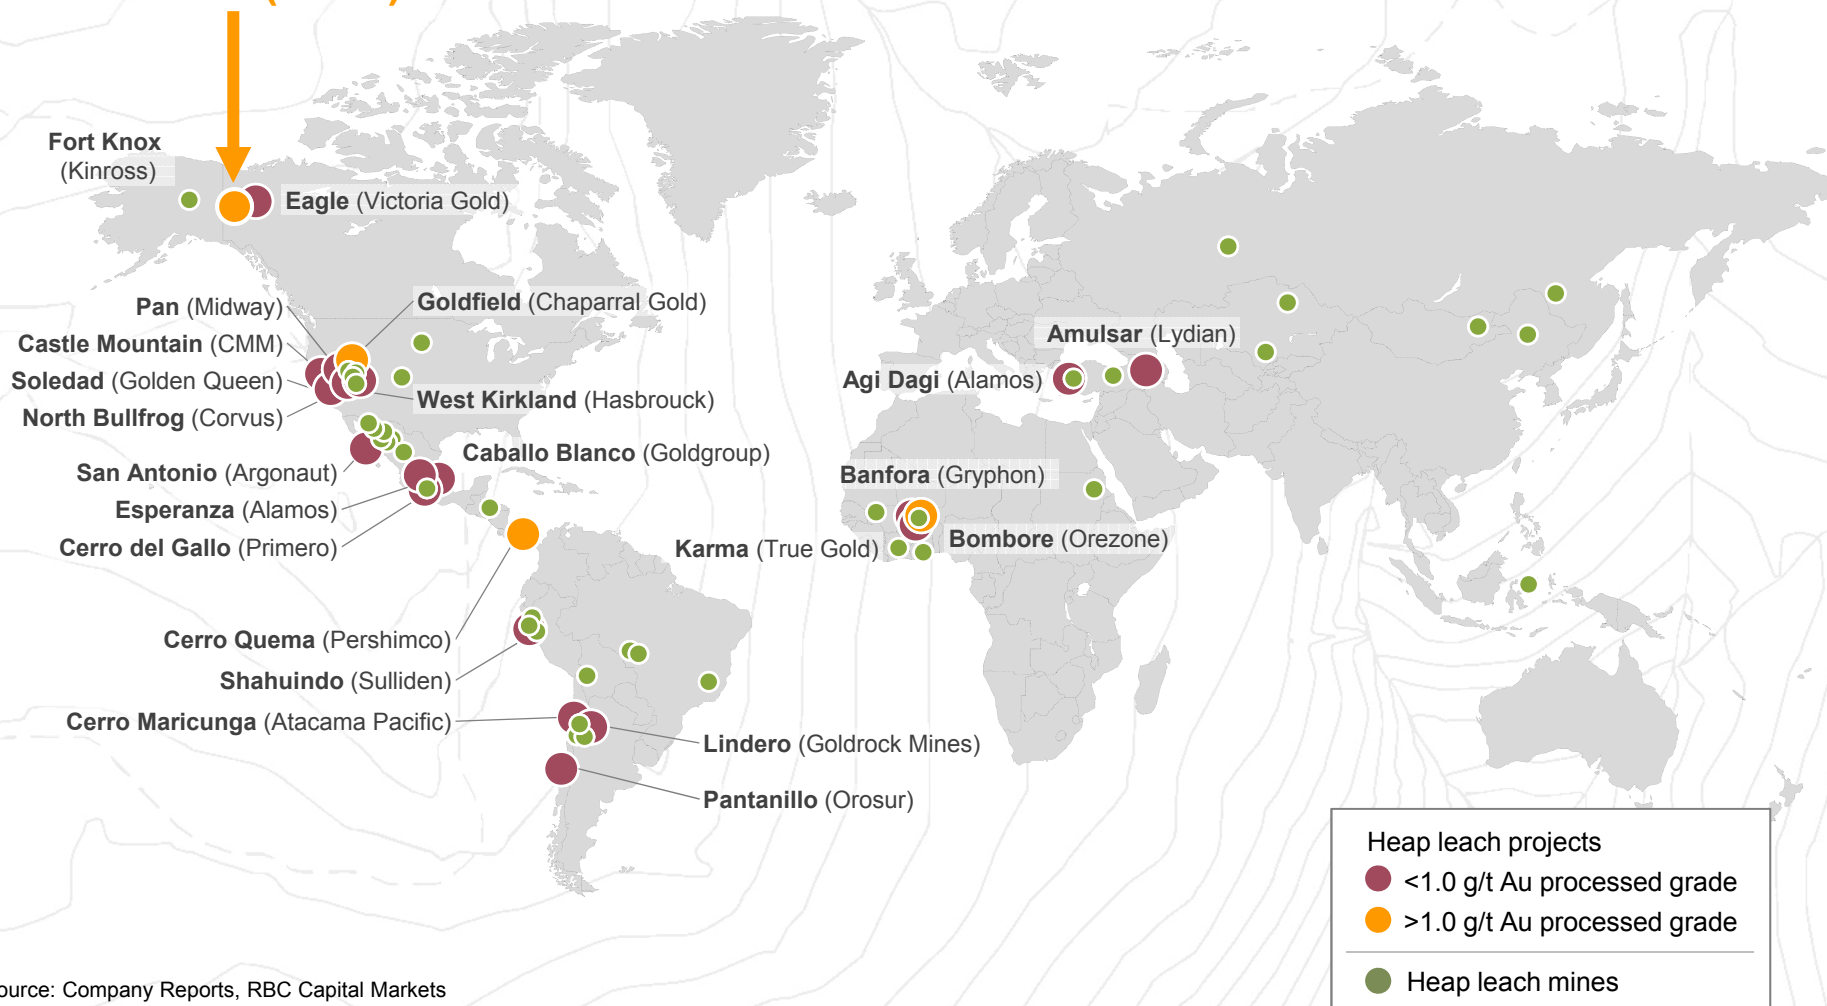 Fort Knox
(Kinross)
Eagle (Victoria Gold)
Pan (Midway)
Goldfield (Chaparral Gold)
Castle Mountain (CMM)
Amulsar (Lydian)
Soledad (Golden Queen)
Agi Dagi (Alamos)
West Kirkland (Hasbrouck)
North Bullfrog (Corvus)
Caballo Blanco (Goldgroup)
San Antonio (Argonaut)
Banfora (Gryphon)
Esperanza (Alamos)
Bombore (Orezone)
Cerro del Gallo (Primero)
Karma (True Gold)
Cerro Quema (Pershimco)
Shahuindo (Sulliden)
Cerro Maricunga (Atacama Pacific)
Lindero (Goldrock Mines)
Pantanillo (Orosur)
Heap leach projects
<1.0 g/t Au processed grade
>1.0 g/t Au processed grade
Heap leach mines
ource: Company Reports, RBC Capital Markets